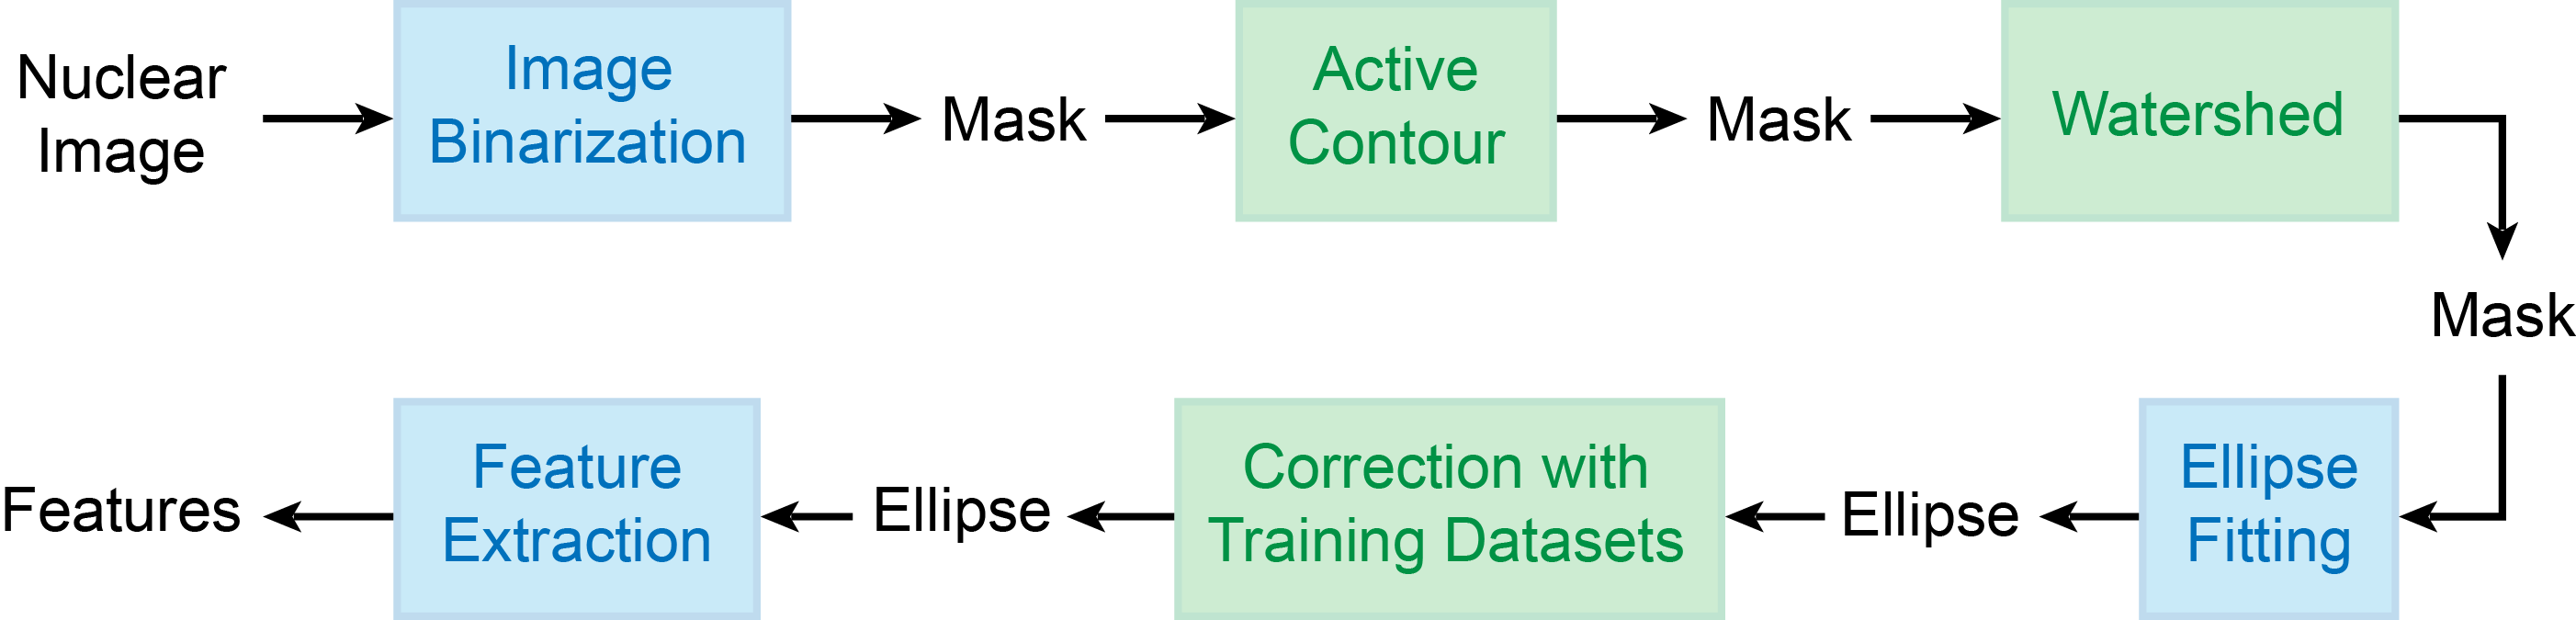 Nuclear
Image
Image
Binarization
Mask
Active
Contour
Mask
Watershed
Mask
Ellipse
Fitting
Ellipse
Correction with
Training Datasets
Ellipse
Feature
Extraction
Features